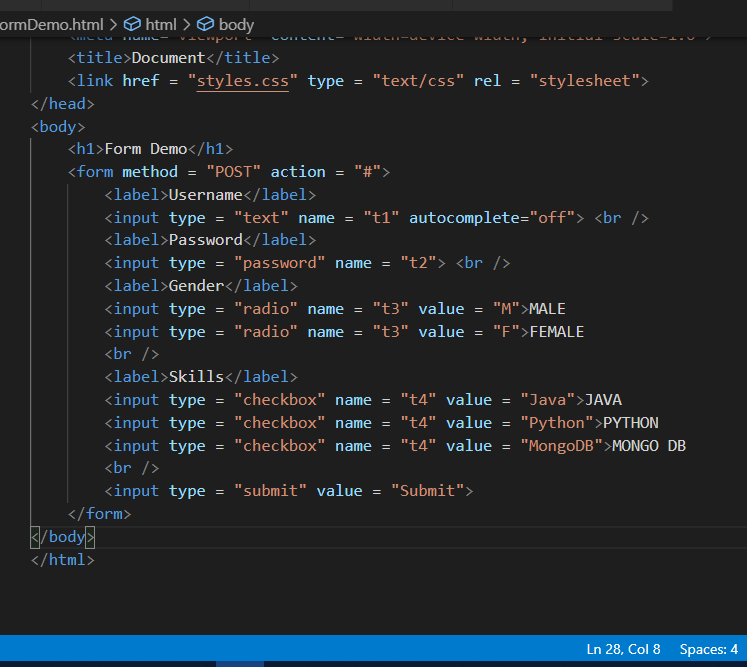 ormDemo.html > html > body
<meta name="viewport" content="width=device-width, initial-scale=1.0">
<title>Document</title>
<link href = "styles.css" type = "text/css" rel = "stylesheet">
</head>
<body>
<h1>Form Demo</h1>
<form method = "POST" action = "#">
<label>Username</label>
<input type = "text" name = "t1" autocomplete="off"> <br />
<label>Password</label>
<input type = "password" name = "t2"> <br />
<label>Gender</label>
<input type = "radio" name = "t3" value = "M">MALE
<input type = "radio" name = "t3" value = "F">FEMALE
<br />
<label>Skills</label>
<input type = "checkbox" name = "t4" value = "Java">JAVA
<input type = "checkbox" name = "t4" value = "Python">PYTHON
<input type = "checkbox" name = "t4" value = "MongoDB">MONGO DB
<br />
<input type = "submit" value = "Submit">
</form>
</body>
</html>
Ln 28, Col 8 Spaces: 4